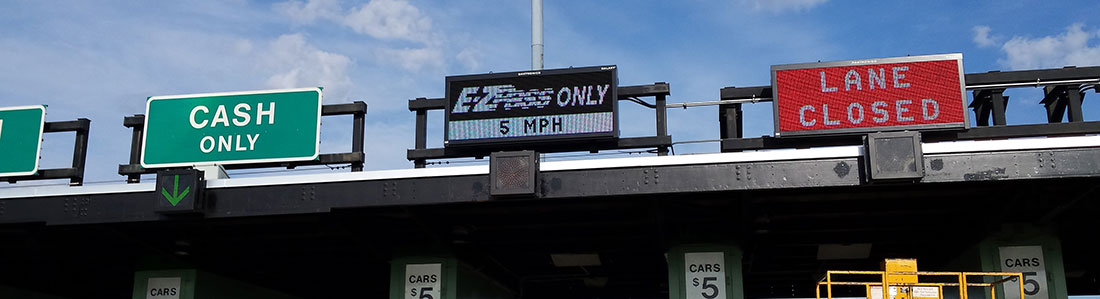 CASH
ONLY
E-ZPass ONLY
5 MPH
LANE
CLOSED
CARS
CARS
5
CARS
$5
CARS
$5